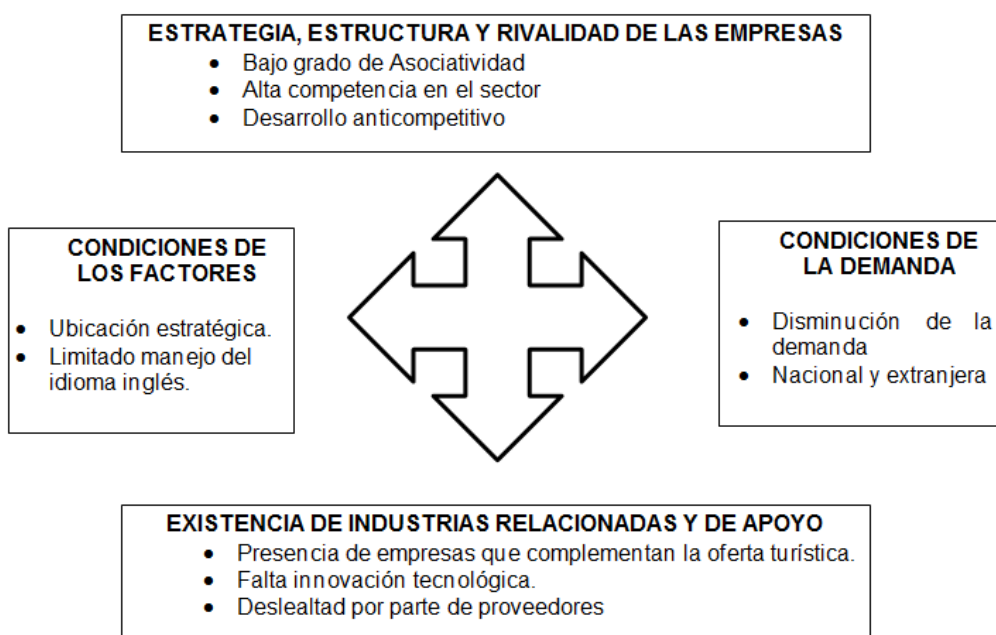 ESTRATEGIA, ESTRUCTURA Y RIVALIDAD DE LAS EMPRESAS
• Bajo grado de Asociatividad
• Alta competencia en el sector
• Desarrollo anticompetitivo
CONDICIONES DE
LOS FACTORES
• Ubicación estratégica.
• Limitado manejo del
idioma inglés.
CONDICIONES DE
LA DEMANDA
• Disminución de la
demanda
• Nacional y extranjera
EXISTENCIA DE INDUSTRIAS RELACIONADAS Y DE APOYO
• Presencia de empresas que complementan la oferta turística.
• Falta innovación tecnológica.
• Deslealtad por parte de proveedores